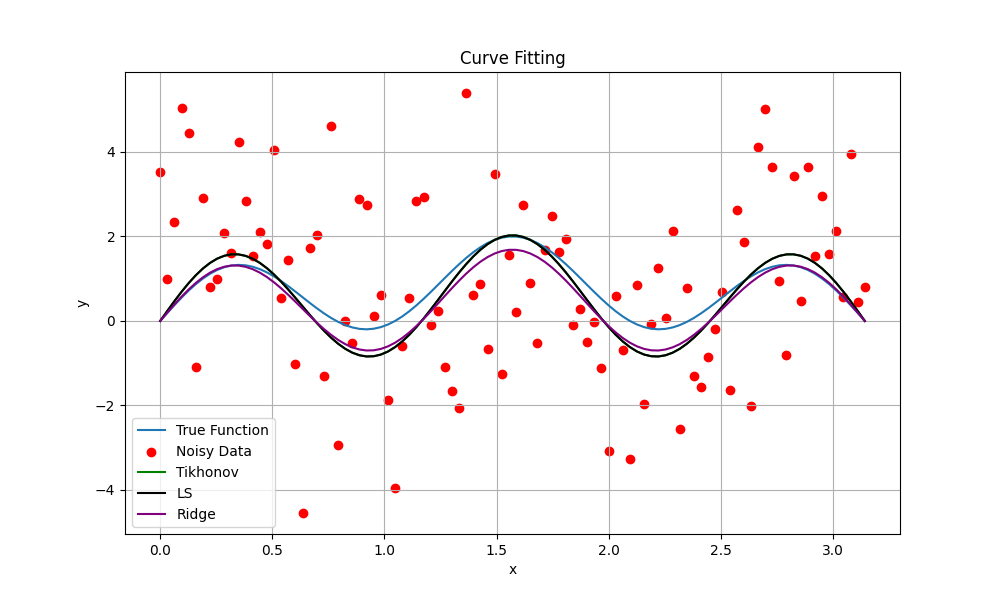 Curve Fitting
y
4
2
0
−2
−4
True Function
Noisy Data
Tikhonov
LS
Ridge
0.0 0.5 1.0 1.5 2.0 2.5 3.0
x